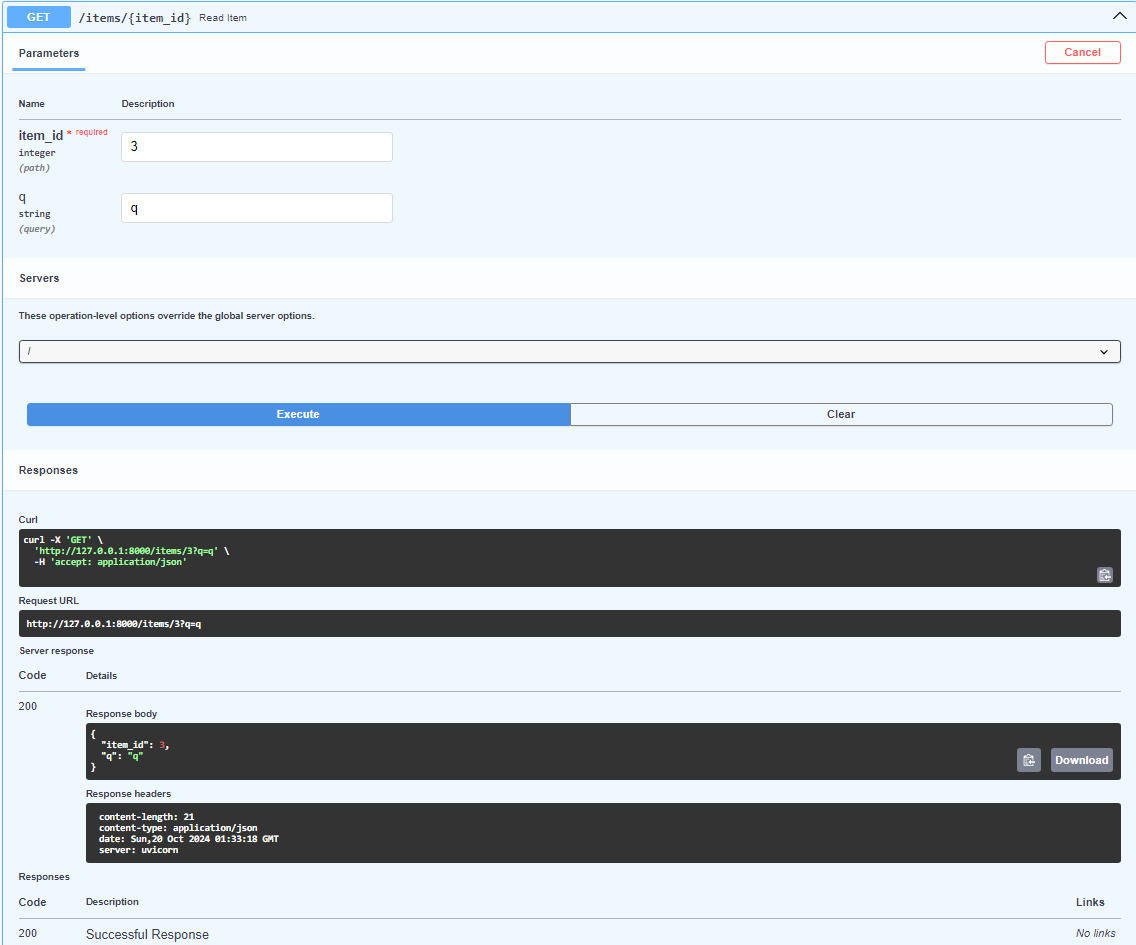 GET /items/{item_id} Read Item
Parameters Cancel
Name Description
item_id * required 3
integer
(path)
q q
string
(query)
Servers
These operation-level options override the global server options.
/
Execute Clear
Responses
Curl
curl -X 'GET' \
'http://127.0.0.1:8000/items/3?q=q' \
-H 'accept: application/json'
Request URL
http://127.0.0.1:8000/items/3?q=q
Server response
Code Details
200
Response body
{
"item_id": 3,
"q": "q"
}
Download
Response headers
content-length: 21
content-type: application/json
date: Sun,20 Oct 2024 01:33:18 GMT
server: uvicorn
Responses
Code Description Links
200 Successful Response No links